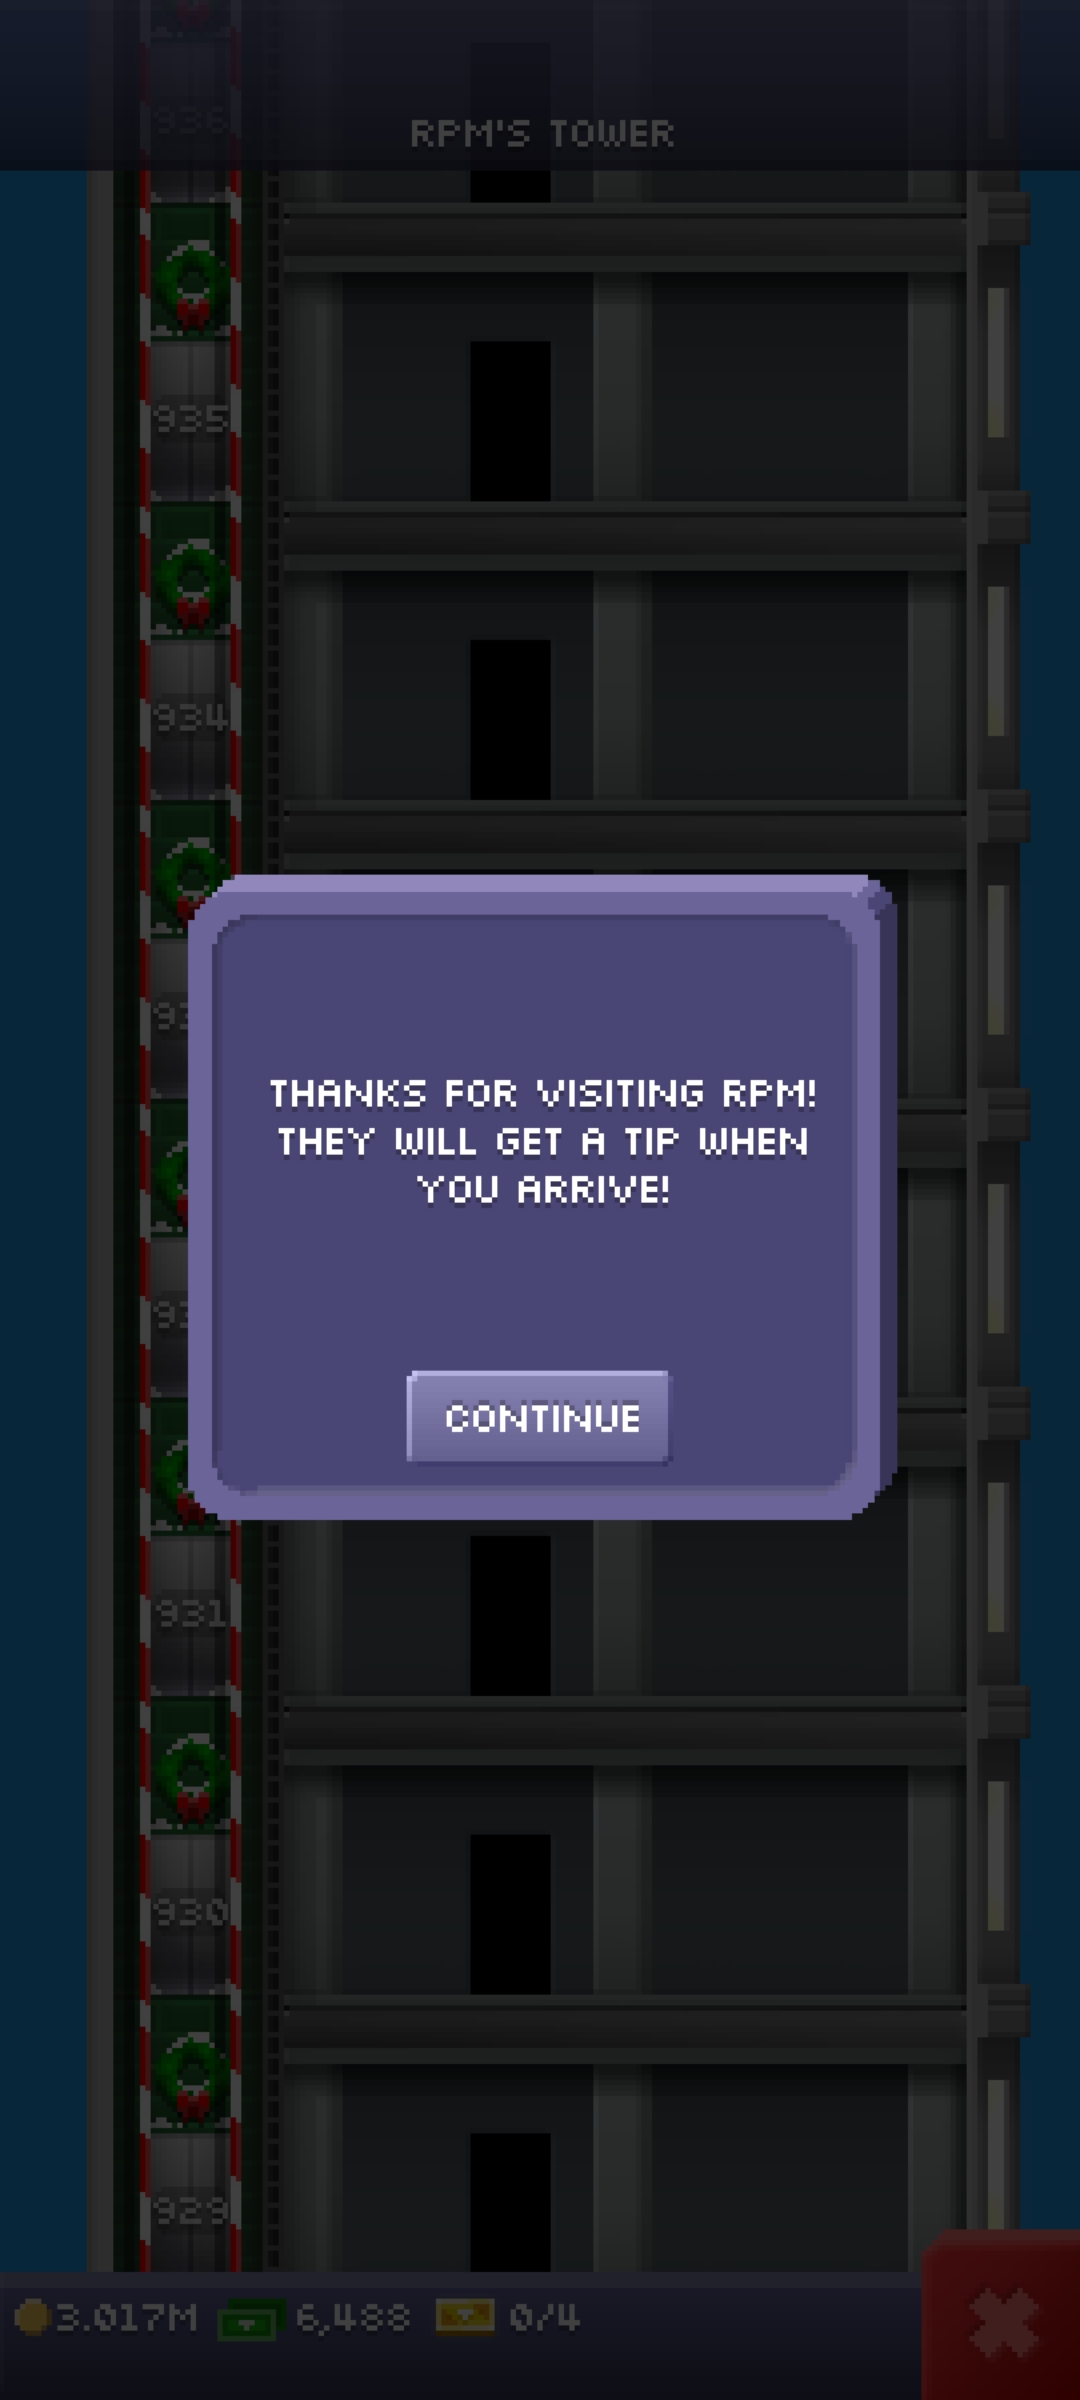 936
RPM'S TOWER
935
934
THANKS FOR VISITING RPM!
THEY WILL GET A TIP WHEN
YOU ARRIVE!
CONTINUE
931
930
929
3.017M 6,488 0/4